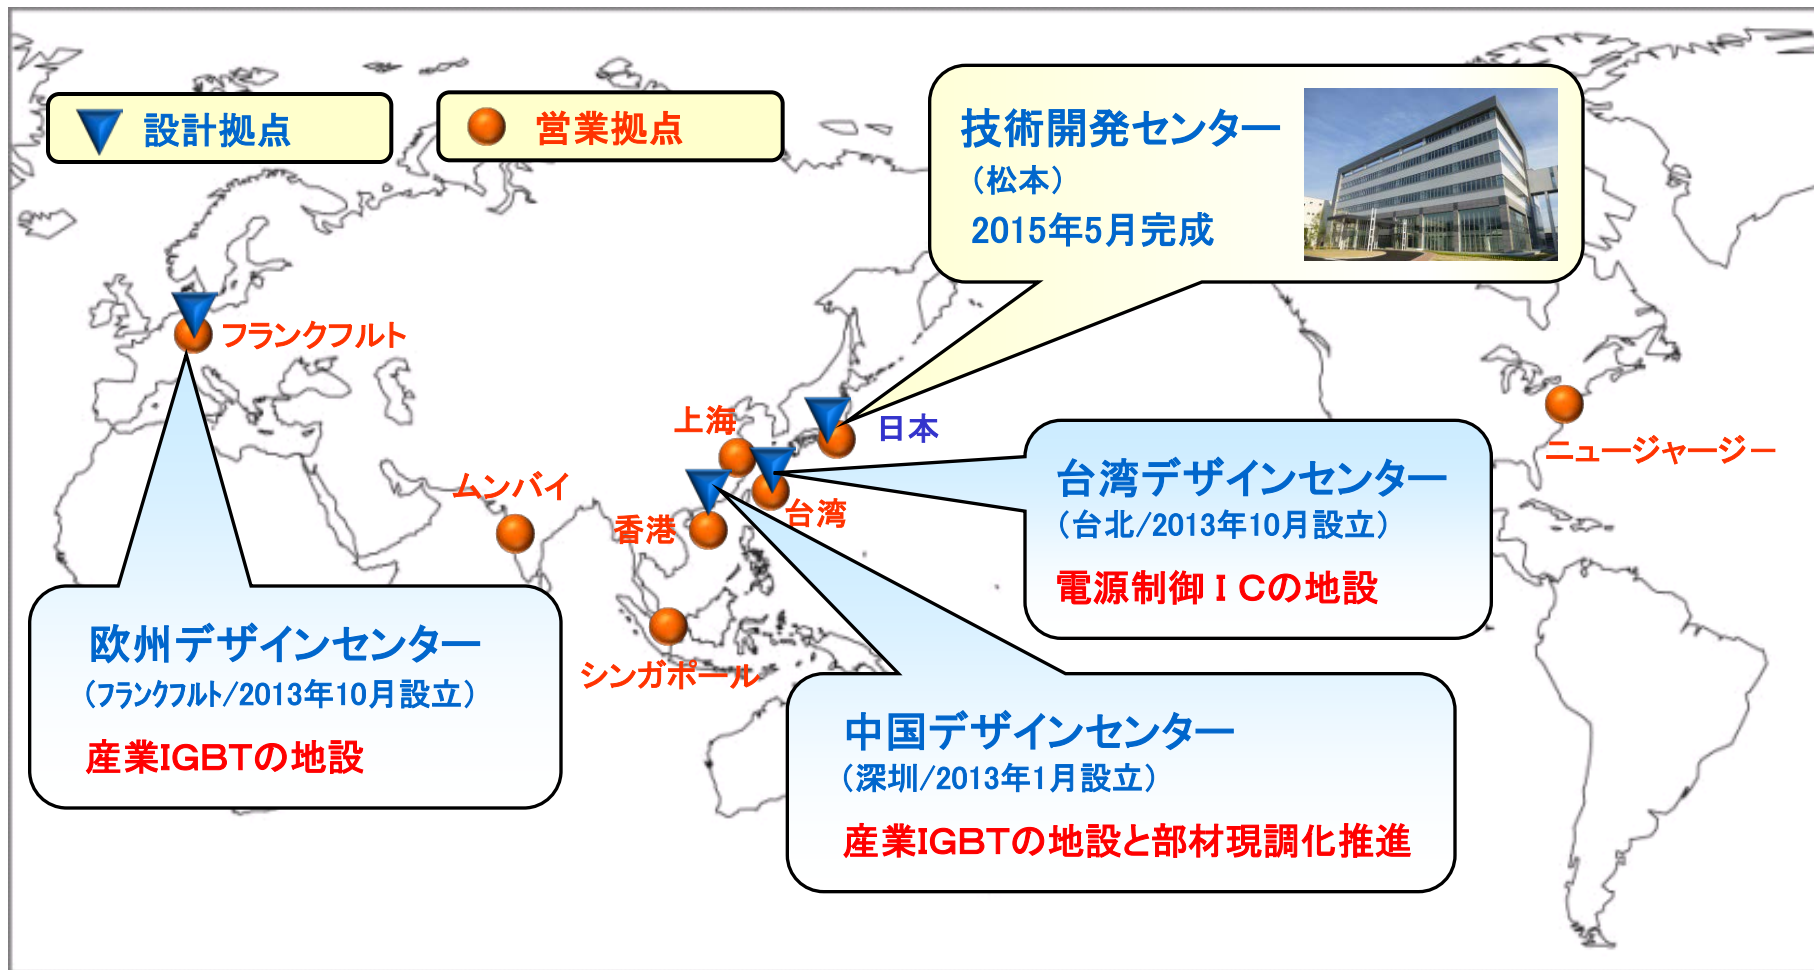 設計拠点
営業拠点
技術開発センター
（松本）
2015年5月完成
フランクフルト
上海
日本
ムンバイ
香港
台湾
シンガポール
ニュージャージー
台湾デザインセンター
（台北/2013年10月設立）
電源制御ＩＣの地設
欧州デザインセンター
（フランクフルト/2013年10月設立）
産業IGBTの地設
中国デザインセンター
（深圳/2013年1月設立）
産業IGBTの地設と部材現調化推進